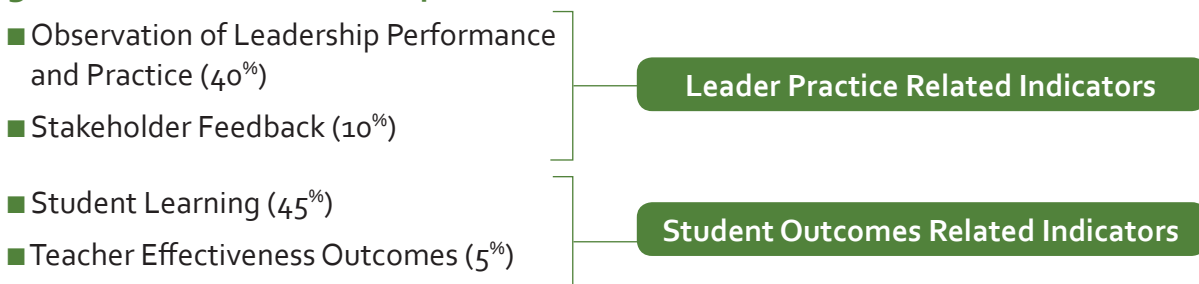 ■ Observation of Leadership Performance
and Practice (40%)
Leader Practice Related Indicators
■ Stakeholder Feedback (10%)
■ Student Learning (45%)
Student Outcomes Related Indicators
■ Teacher Effectiveness Outcomes (5%)